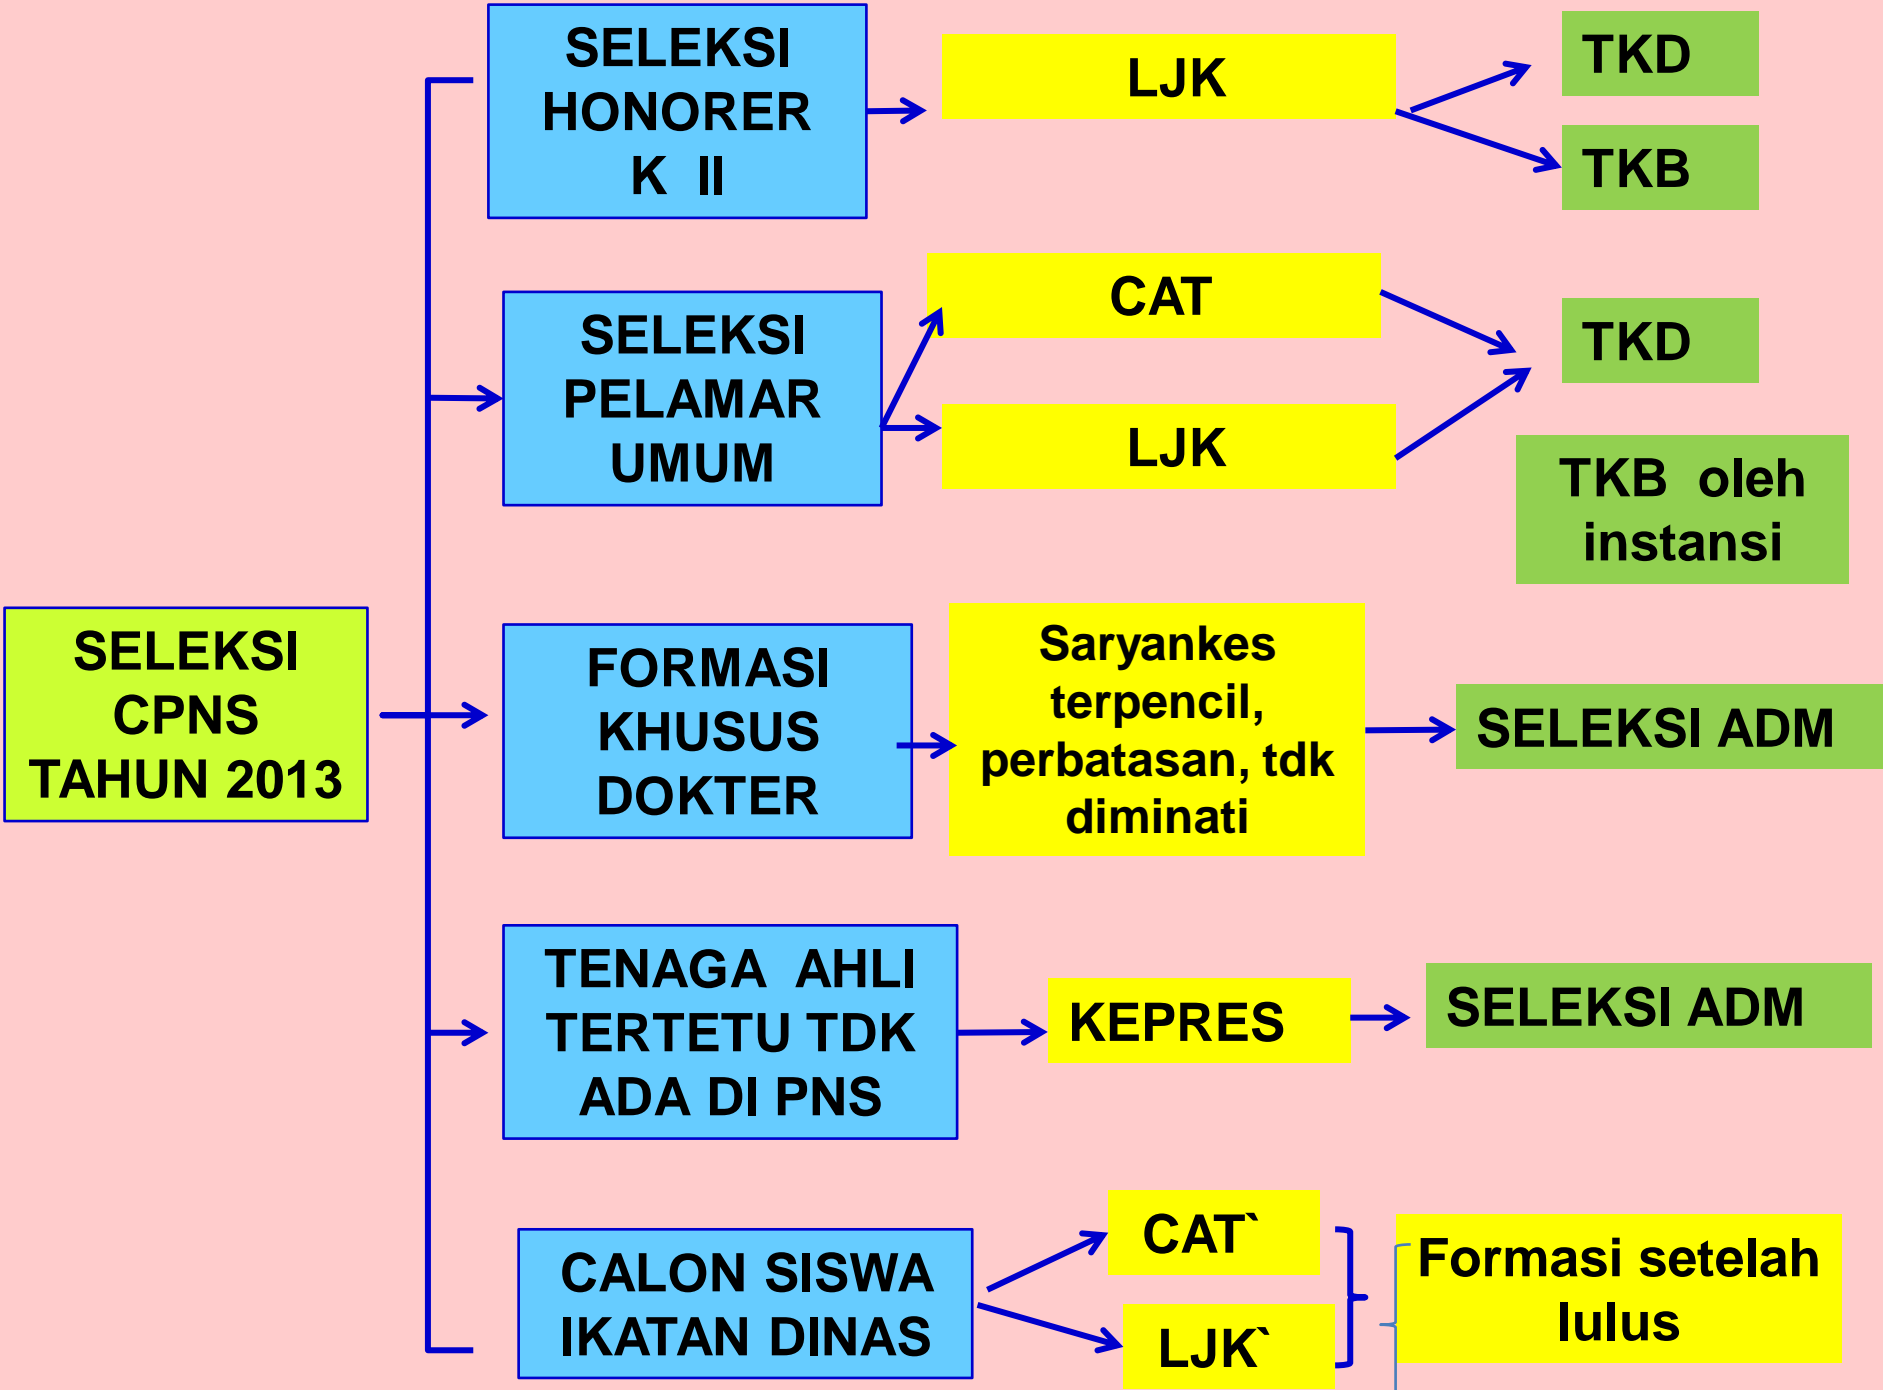 SELEKSI
CPNS
TAHUN 2013
SELEKSI
HONORER
K II
LJK
TKD
TKB
SELEKSI
PELAMAR
UMUM
CAT
LJK
TKD
TKB oleh
instansi
FORMASI
KHUSUS
DOKTER
Saryankes
terpencil,
perbatasan, tdk
diminati
SELEKSI ADM
TENAGA AHLI
TERTETU TDK
ADA DI PNS
KEPRES
SELEKSI ADM
CALON SISWA
IKATAN DINAS
CAT`
LJK`
Formasi setelah
lulus